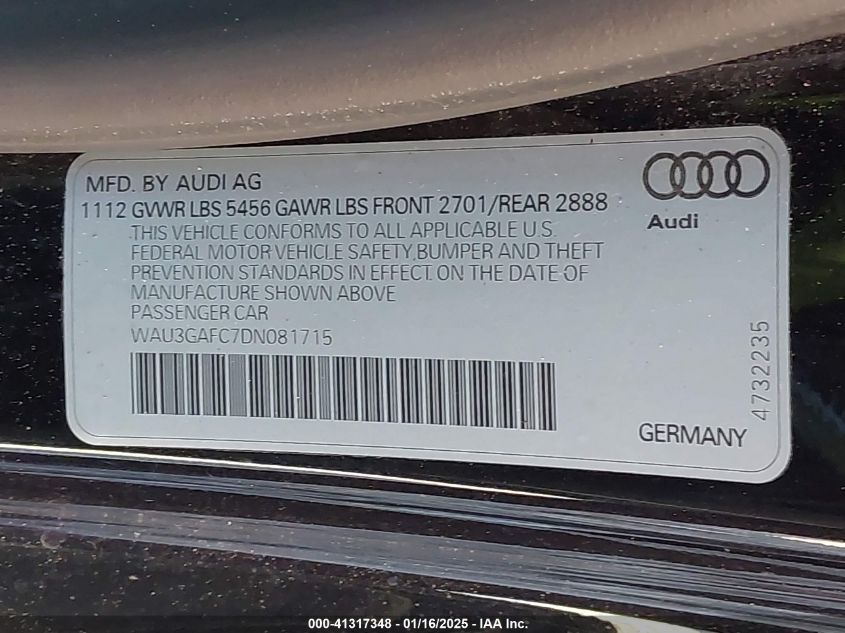 MFD. BY AUDI AG
1112 GVWR LBS 5456 GAWR LBS FRONT 2701/REAR 2888
THIS VEHICLE CONFORMS TO ALL APPLICABLE U.S.
FEDERAL MOTOR VEHICLE SAFETY,BUMPER AND THEFT
PREVENTION STANDARDS IN EFFECT ON THE DATE OF
MANUFACTURE SHOWN ABOVE
PASSENGER CAR
WAU3GAFC7DN081715
Audi
4732235
GERMANY
000-41317348 - 01/16/2025 - IAA Inc.